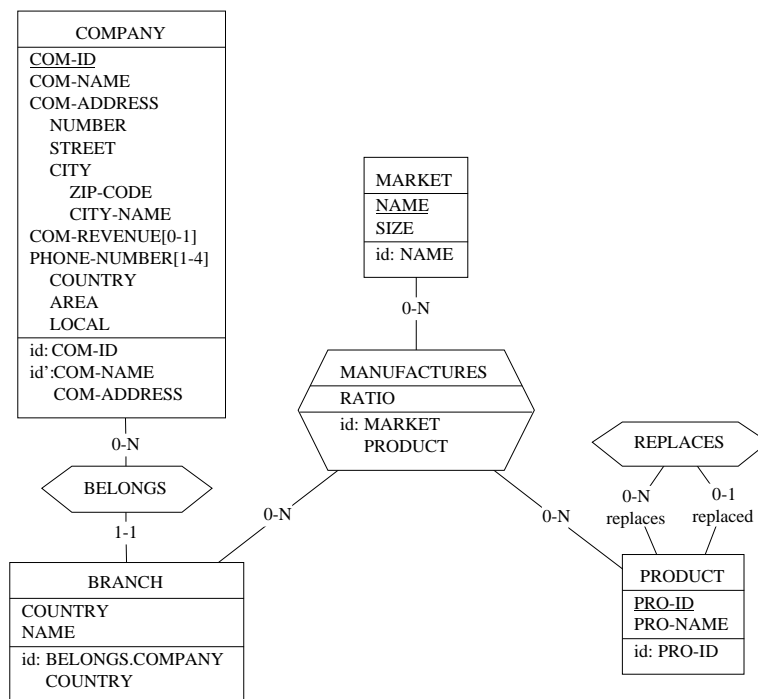 COMPANY
COM-ID
COM-NAME
COM-ADDRESS
NUMBER
STREET
CITY
ZIP-CODE
CITY-NAME
COM-REVENUE[0-1]
PHONE-NUMBER[1-4]
COUNTRY
AREA
LOCAL
id: COM-ID
id’:COM-NAME
COM-ADDRESS
0-N
BELONGS
1-1
BRANCH
COUNTRY
NAME
id: BELONGS.COMPANY
COUNTRY
MARKET
NAME
SIZE
id: NAME
0-N
MANUFACTURES
RATIO
id: MARKET
PRODUCT
0-N
0-N
REPLACES
0-N
replaces
0-1
replaced
PRODUCT
PRO-ID
PRO-NAME
id: PRO-ID